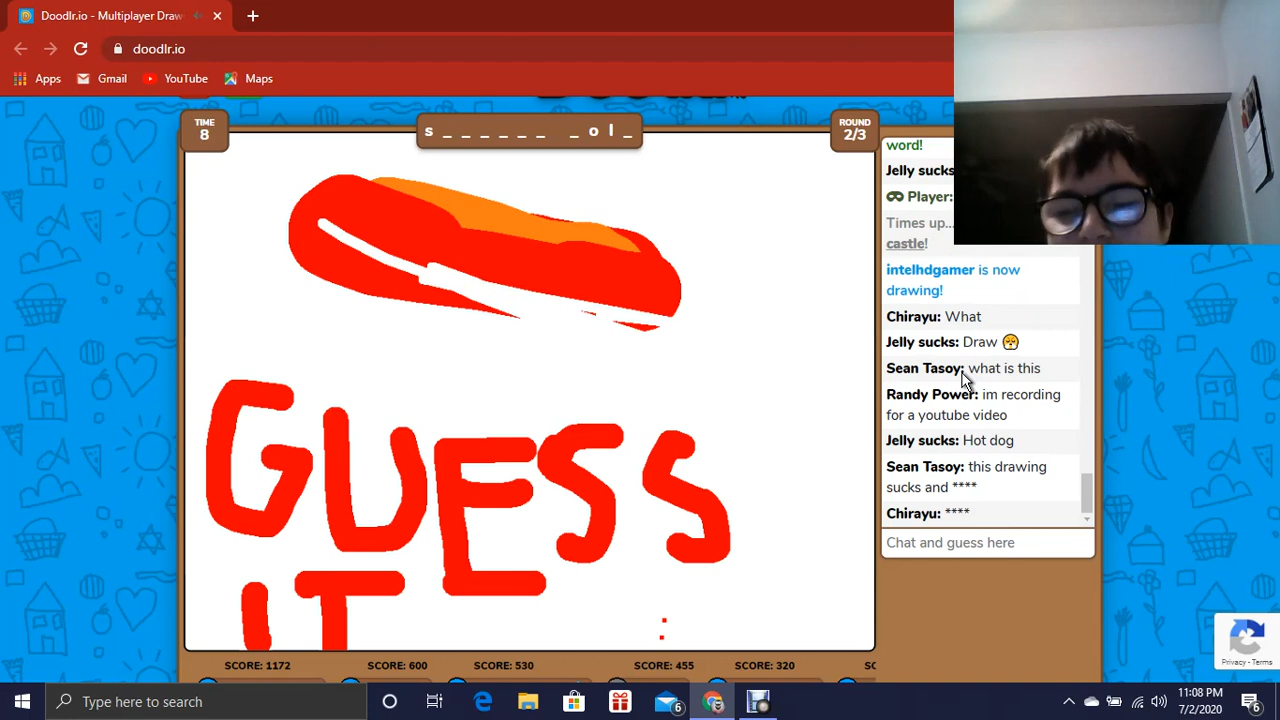 Doodlr.io - Multiplayer Draw
doodlr.io
Apps Gmail YouTube Maps
TIME
8
s _ _ _ _ _ _ _ o l _
ROUND
2/3
word!
Jelly sucks
Player:
Times up...
castle!
intelhdgamer is now
drawing!
Chirayu: What
Jelly sucks: Draw
Sean Tasoy: what is this
Randy Power: im recording
for a youtube video
Jelly sucks: Hot dog
Sean Tasoy: this drawing
sucks and ****
Chirayu: ****
Chat and guess here
GUESS
IT
SCORE: 1172 SCORE: 600 SCORE: 530 SCORE: 455 SCORE: 320 SC
Privacy - Terms
Type here to search
6
11:08 PM
7/2/2020
6